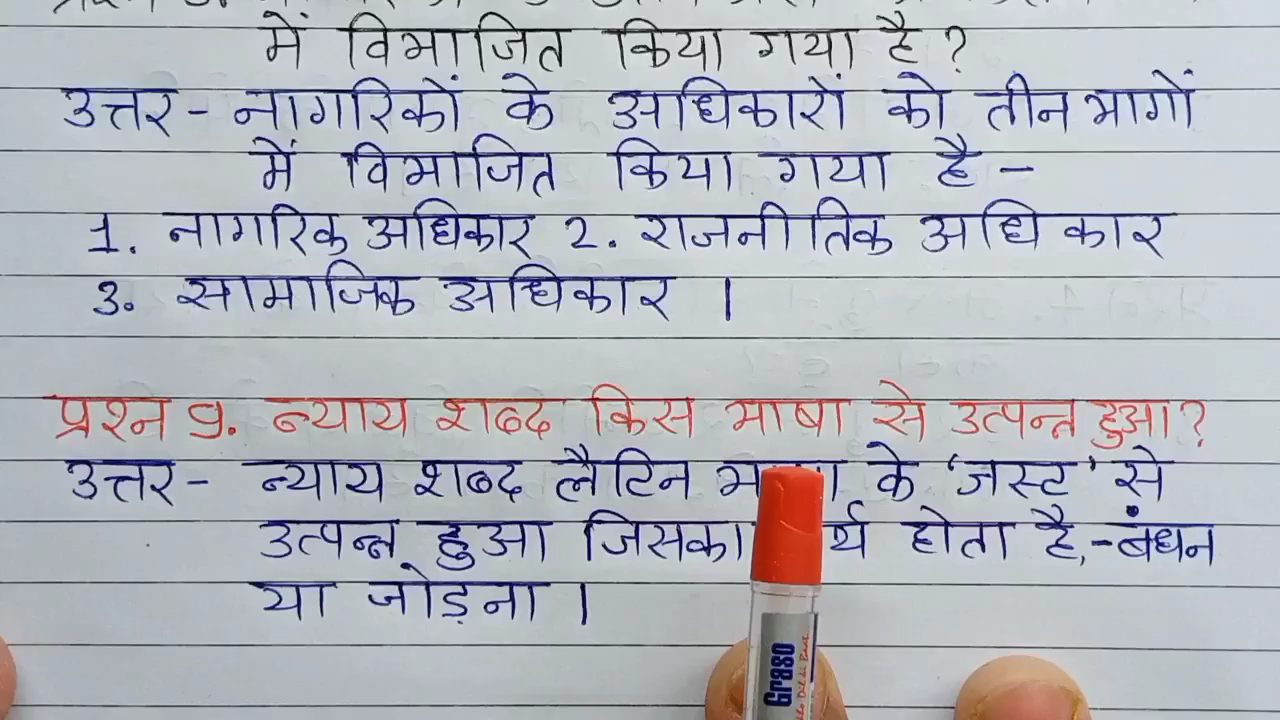 में विभाजित किया गया है?
उत्तर- नागरिकों के अधिकारों को तीन भागों
में विभाजित किया गया है -
1. नागरिक अधिकार 2. राजनीतिक अधिकार
3. सामाजिक अधिकार ।
प्रश्न 9. न्याय शब्द किस भाषा से उत्पन्न हुआ?
उत्तर- न्याय शब्द लैटिन के 'जस्ट' से
उत्पन्न हुआ जिसका होता है,-बंधन
या जोड़ना ।
Graso